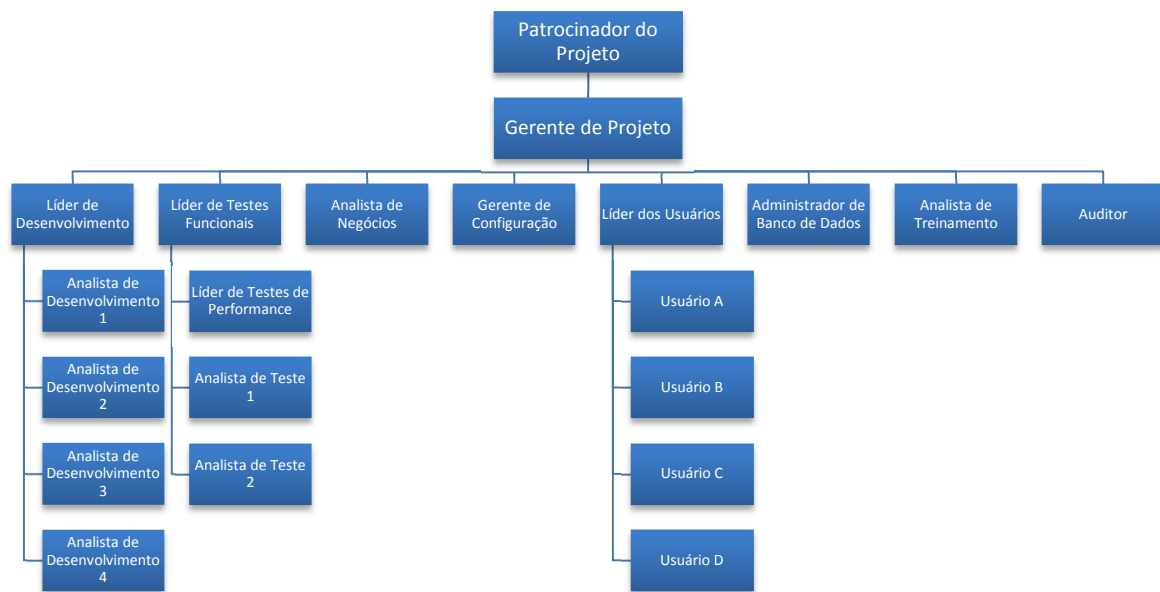 Patrocinador do
Projeto
Gerente de Projeto
Líder de
Desenvolvimento
Líder de Testes
Funcionais
Analista de
Negócios
Gerente de
Configuração
Líder dos Usuários
Administrador de
Banco de Dados
Analista de
Treinamento
Auditor
Analista de
Desenvolvimento
1
Analista de
Desenvolvimento
2
Analista de
Desenvolvimento
3
Analista de
Desenvolvimento
4
Líder de Testes de
Performance
Analista de Teste
1
Analista de Teste
2
Usuário A
Usuário B
Usuário C
Usuário D